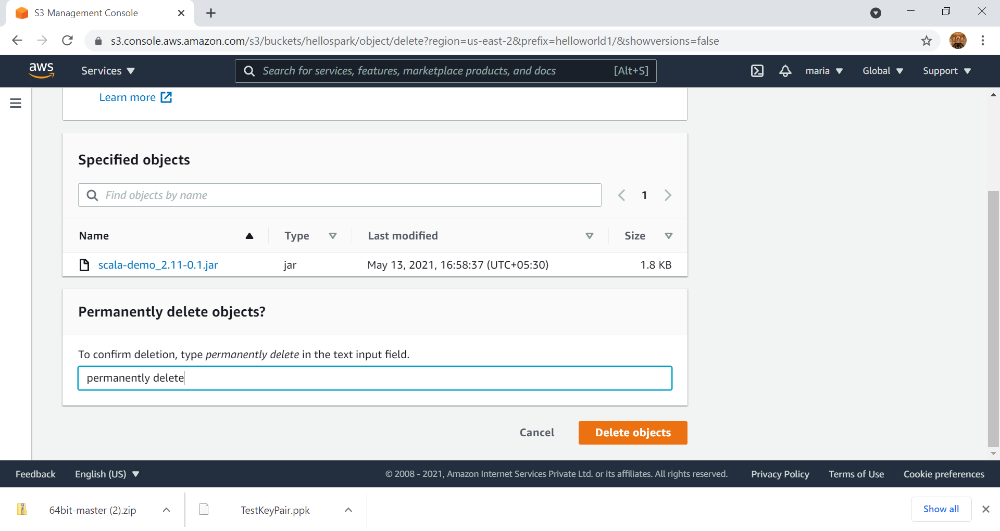 S3 Management Console
s3.console.aws.amazon.com/s3/buckets/hellospark/object/delete?region=us-east-2&prefix=helloworld1/&showversions=false
aws Services Search for services, features, marketplace products, and docs [Alt+S] maria Global Support
Learn more
Specified objects
Find objects by name 1
Name Type Last modified Size
scala-demo_2.11-0.1.jar jar May 13, 2021, 16:58:37 (UTC+05:30) 1.8 KB
Permanently delete objects?
To confirm deletion, type permanently delete in the text input field.
permanently delete
Cancel Delete objects
Feedback English (US) © 2008 - 2021, Amazon Internet Services Private Ltd. or its affiliates. All rights reserved. Privacy Policy Terms of Use Cookie preferences
64bit-master (2).zip TestKeyPair.ppk Show all